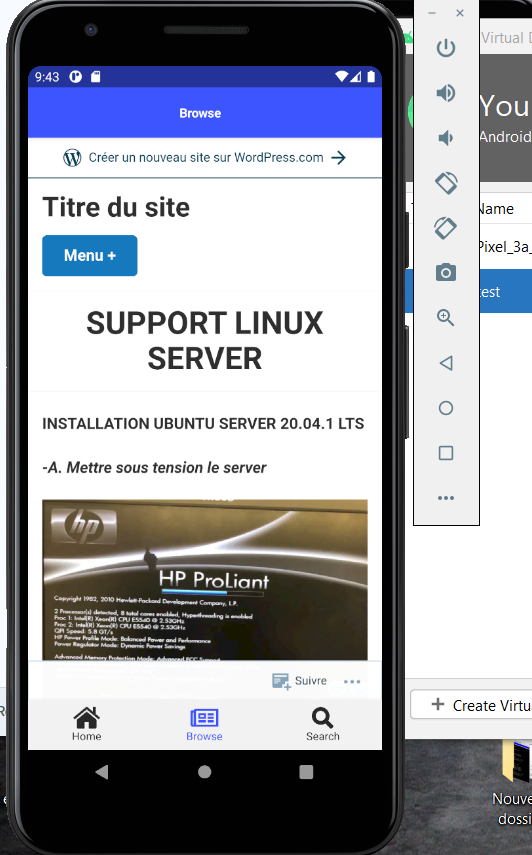 9:43
Browse
Créer un nouveau site sur WordPress.com
Titre du site
Menu +
SUPPORT LINUX
SERVER
INSTALLATION UBUNTU SERVER 20.04.1 LTS
-A. Mettre sous tension le server
hp
HP ProLiant
Copyright 1982, 2010 Hewlett-Packard Development Company, L.P.
2 Processor(s) detected, 8 total cores enabled, Hyperthreading is enabled
Proc 1: Intel(R) Xeon(R) CPU E5540 @ 2.53GHz
Proc 2: Intel(R) Xeon(R) CPU E5540 @ 2.53GHz
QPI Speed: 5.8 GT/s
HP Power Profile Mode: Balanced Power and Performance
Power Regulator Mode: Dynamic Power Savings
Advanced Memory Protection Mode: Advanced ECC Support
Suivre
Home
Browse
Search
Virtual D
You
Android
Name
Pixel_3a_
test
Create Virtu
Nouve
dossi